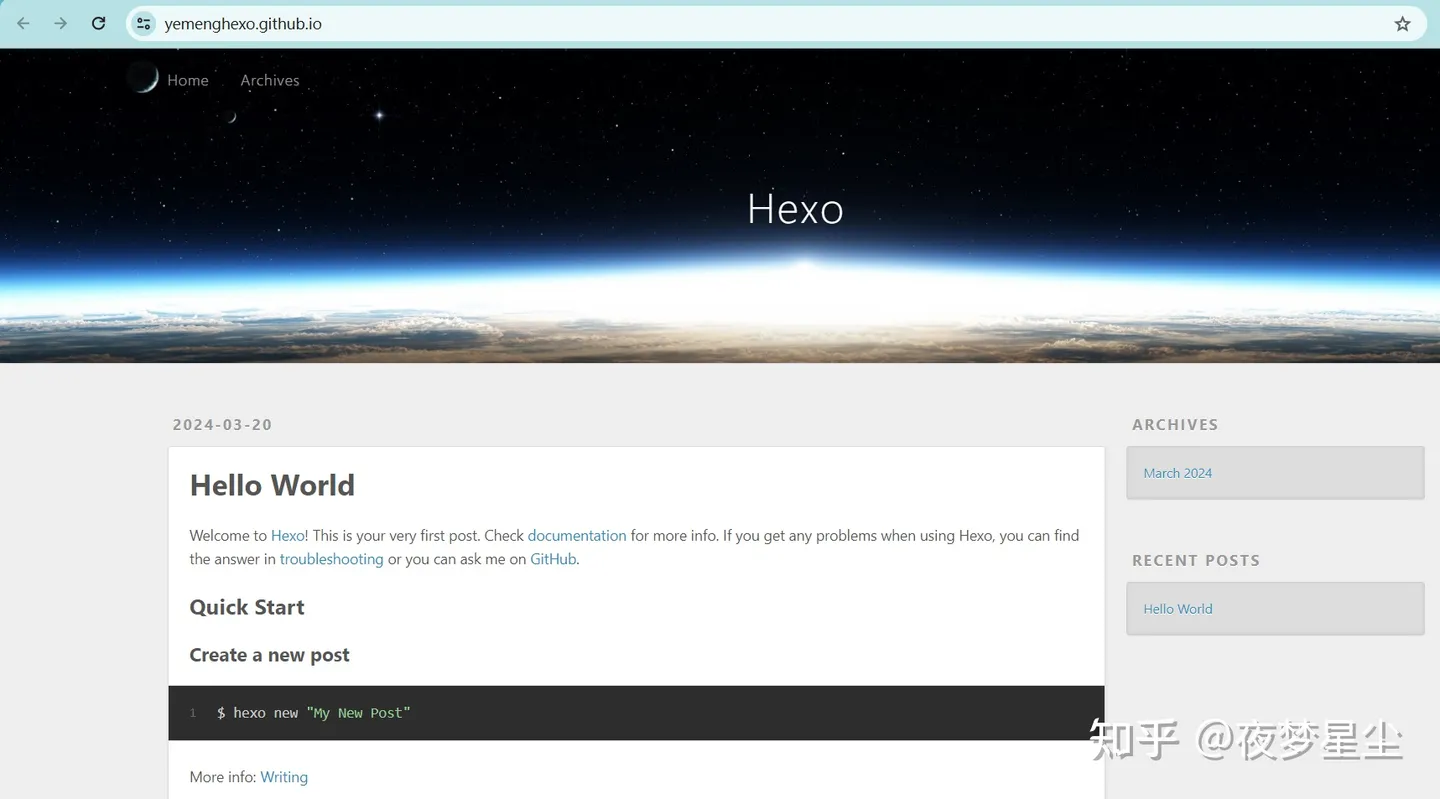 yemenghexo.github.io
Home
Archives
Hexo
2024-03-20
Hello World
Welcome to Hexo! This is your very first post. Check documentation for more info. If you get any problems when using Hexo, you can find
the answer in troubleshooting or you can ask me on GitHub.
Quick Start
Create a new post
1 $ hexo new "My New Post"
More info: Writing
ARCHIVES
March 2024
RECENT POSTS
Hello World
知乎 @夜梦星尘